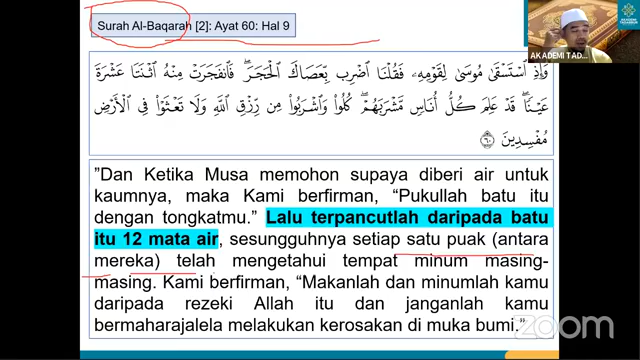 Surah Al-Baqarah [2]: Ayat 60: Hal 9
AKADEMI TAD...
وَإِذِ ٱسْتَسْقَىٰ مُوسَىٰ لِقَوْمِهِۦ فَقُلْنَا ٱضْرِب بِّعَصَاكَ ٱلْحَجَرَۖ فَٱنفَجَرَتْ مِنْهُ ٱثْنَتَا عَشْرَةَ
عَيْنًاۖ قَدْ عَلِمَ كُلُّ أُنَاسٍ مَّشْرَبَهُمْۖ كُلُوا۟ وَٱشْرَبُوا۟ مِن رِّزْقِ ٱللَّهِ وَلَا تَعْثَوْا۟ فِى ٱلْأَرْضِ
مُفْسِدِينَ ٦٠
”Dan Ketika Musa memohon supaya diberi air untuk
kaumnya, maka Kami berfirman, “Pukullah batu itu
dengan tongkatmu.” Lalu terpancutlah daripada batu
itu 12 mata air, sesungguhnya setiap satu puak (antara
mereka) telah mengetahui tempat minum masing-
masing. Kami berfirman, “Makanlah dan minumlah kamu
daripada rezeki Allah itu dan janganlah kamu
bermaharajalela melakukan kerosakan di muka bumi.”
zoom